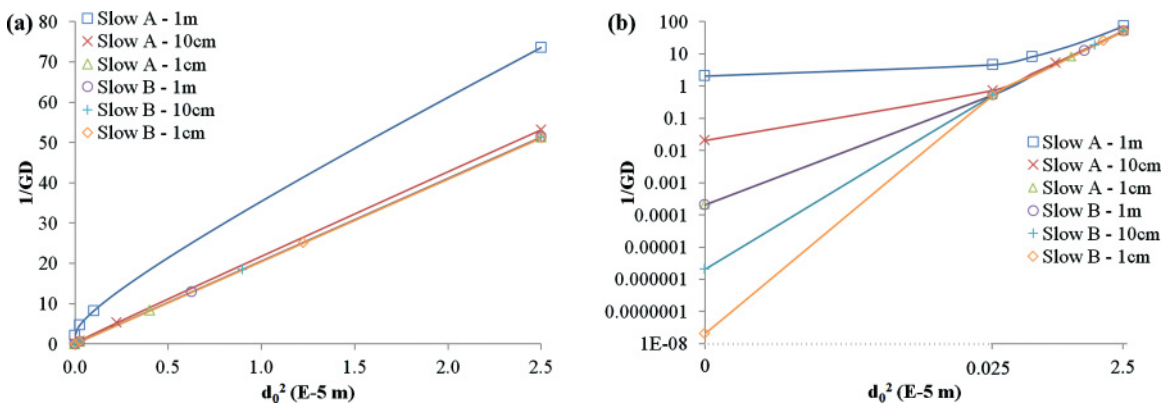 (a)
80
70
60
50
40
30
20
10
0
1/GD
Slow A - 1m
Slow A - 10cm
Slow A - 1cm
Slow B - 1m
Slow B - 10cm
Slow B - 1cm
0.0
0.5
1.0
1.5
2.0
2.5
d₀² (E-5 m)
(b)
100
10
1
0.1
0.01
0.001
0.0001
0.00001
0.000001
0.0000001
1E-08
1/GD
Slow A - 1m
Slow A - 10cm
Slow A - 1cm
Slow B - 1m
Slow B - 10cm
Slow B - 1cm
0
0.025
2.5
d₀² (E-5 m)